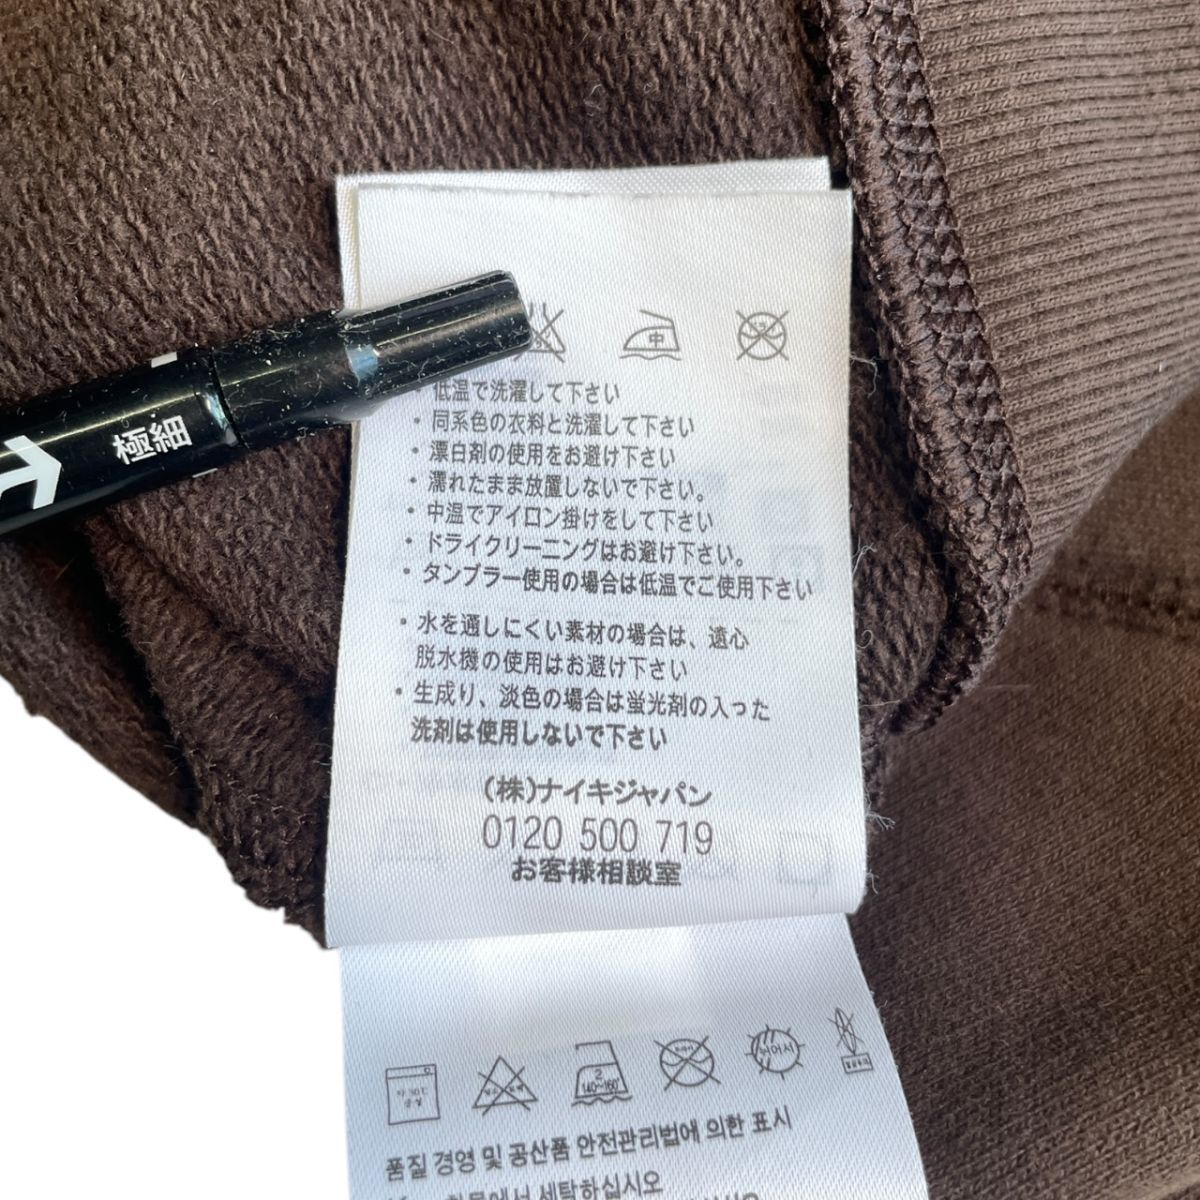 極細
中
・低温で洗濯して下さい
・同系色の衣料と洗濯して下さい
・漂白剤の使用をお避け下さい
・濡れたまま放置しないで下さい。
・中温でアイロン掛けをして下さい
・ドライクリーニングはお避け下さい。
・タンブラー使用の場合は低温でご使用下さい
・水を通しにくい素材の場合は、遠心
脱水機の使用はお避け下さい
・生成り、淡色の場合は蛍光剤の入った
洗剤は使用しないで下さい
(株)ナイキジャパン
0120 500 719
お客様相談室
2
140~160℃
품질 경영 및 공산품 안전관리법에 의한 표시
세탁하십시오